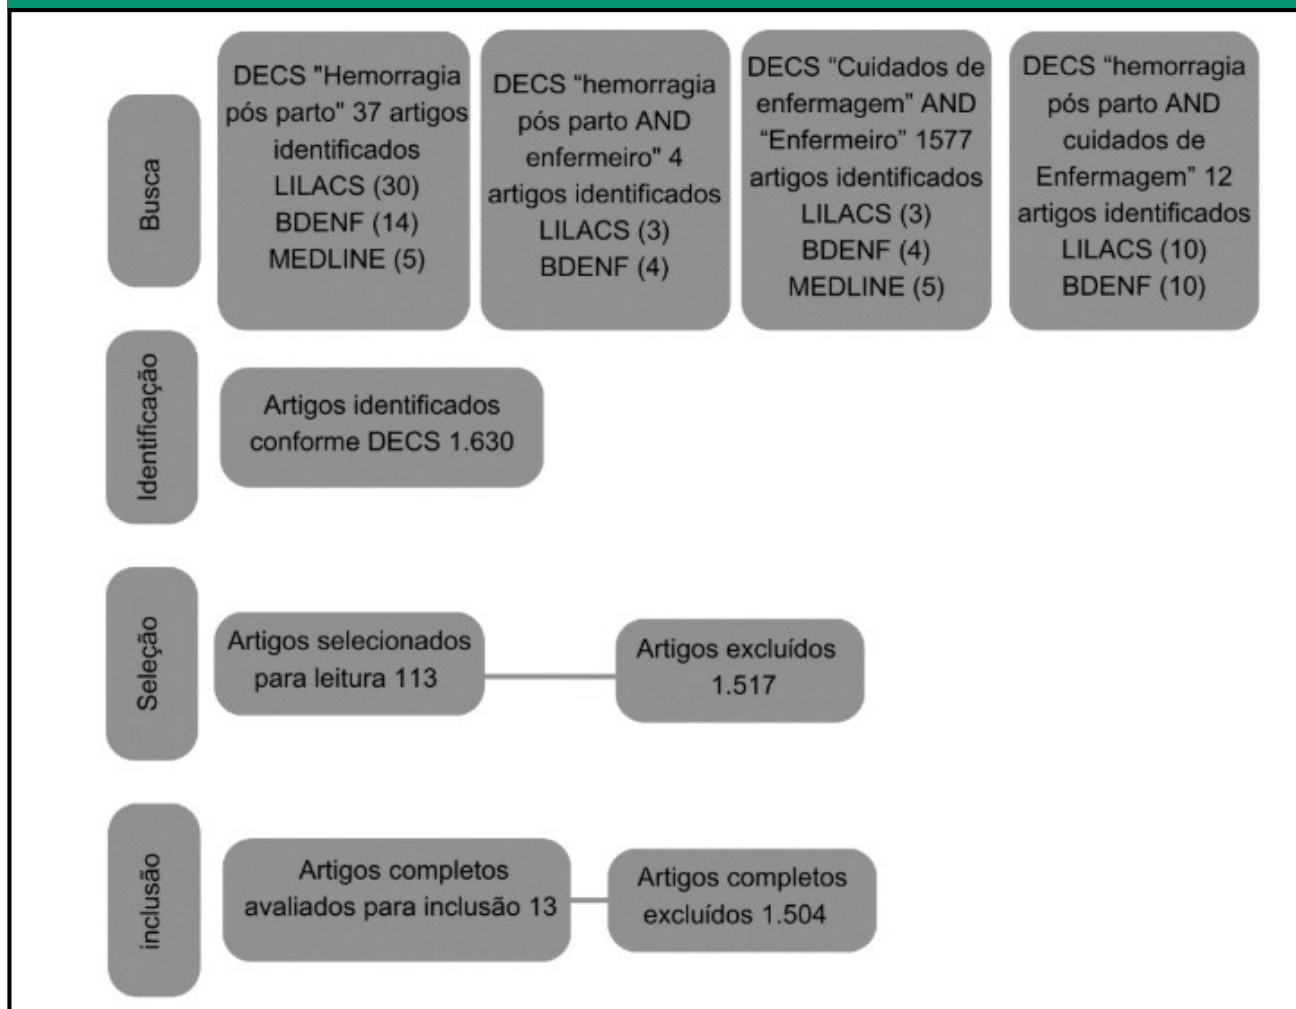 Busca
DECS "Hemorragia
pós parto" 37 artigos
identificados
LILACS (30)
BDENF (14)
MEDLINE (5)
DECS “hemorragia
pós parto AND
enfermeiro" 4
artigos identificados
LILACS (3)
BDENF (4)
DECS “Cuidados de
enfermagem” AND
“Enfermeiro” 1577
artigos identificados
LILACS (3)
BDENF (4)
MEDLINE (5)
DECS “hemorragia
pós parto AND
cuidados de
Enfermagem” 12
artigos identificados
LILACS (10)
BDENF (10)
Identificação
Artigos identificados
conforme DECS 1.630
Seleção
Artigos selecionados
para leitura 113
Artigos excluídos
1.517
inclusão
Artigos completos
avaliados para inclusão 13
Artigos completos
excluídos 1.504